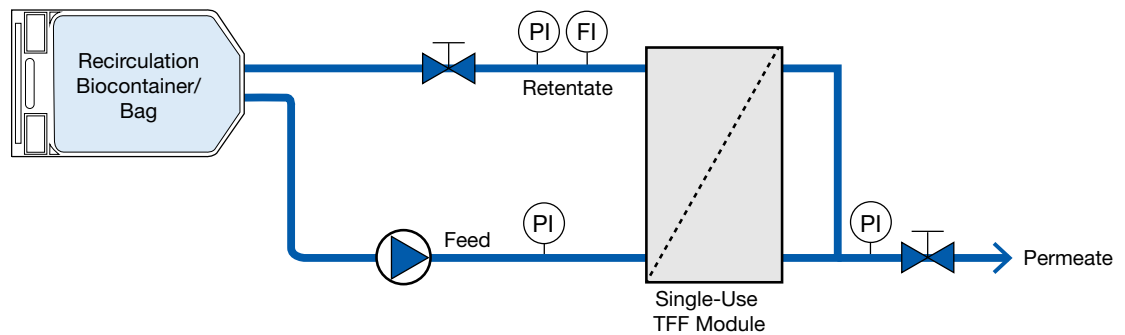 Recirculation
Biocontainer/
Bag
PI
FI
Retentate
PI
Feed
PI
Permeate
Single-Use
TFF Module